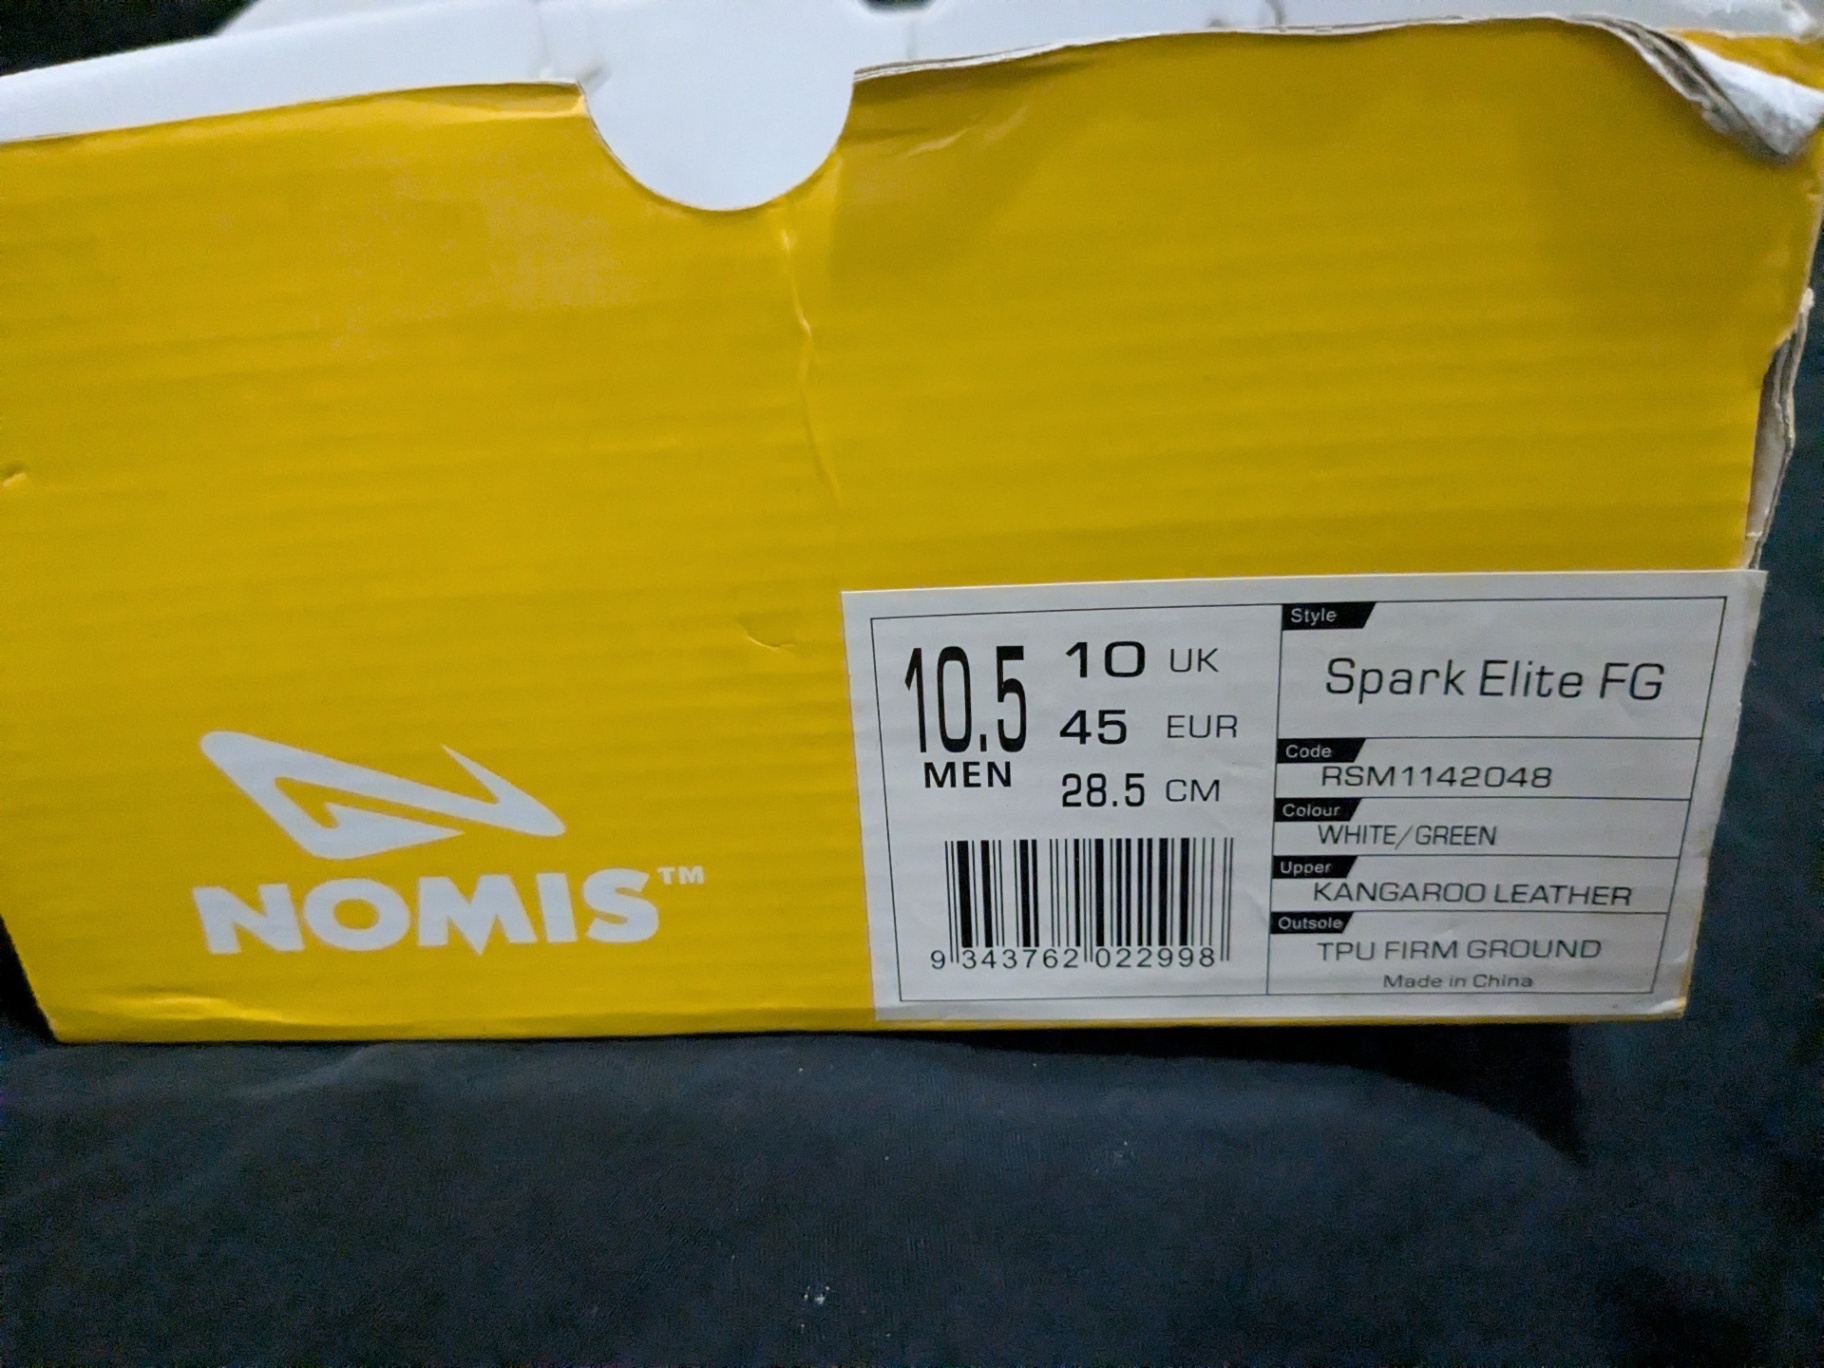 NOMIS™
10.5
MEN
10 UK
45 EUR
28.5 CM
9 343762 022998
Style
Spark Elite FG
Code
RSM1142048
Colour
WHITE/GREEN
Upper
KANGAROO LEATHER
Outsole
TPU FIRM GROUND
Made in China